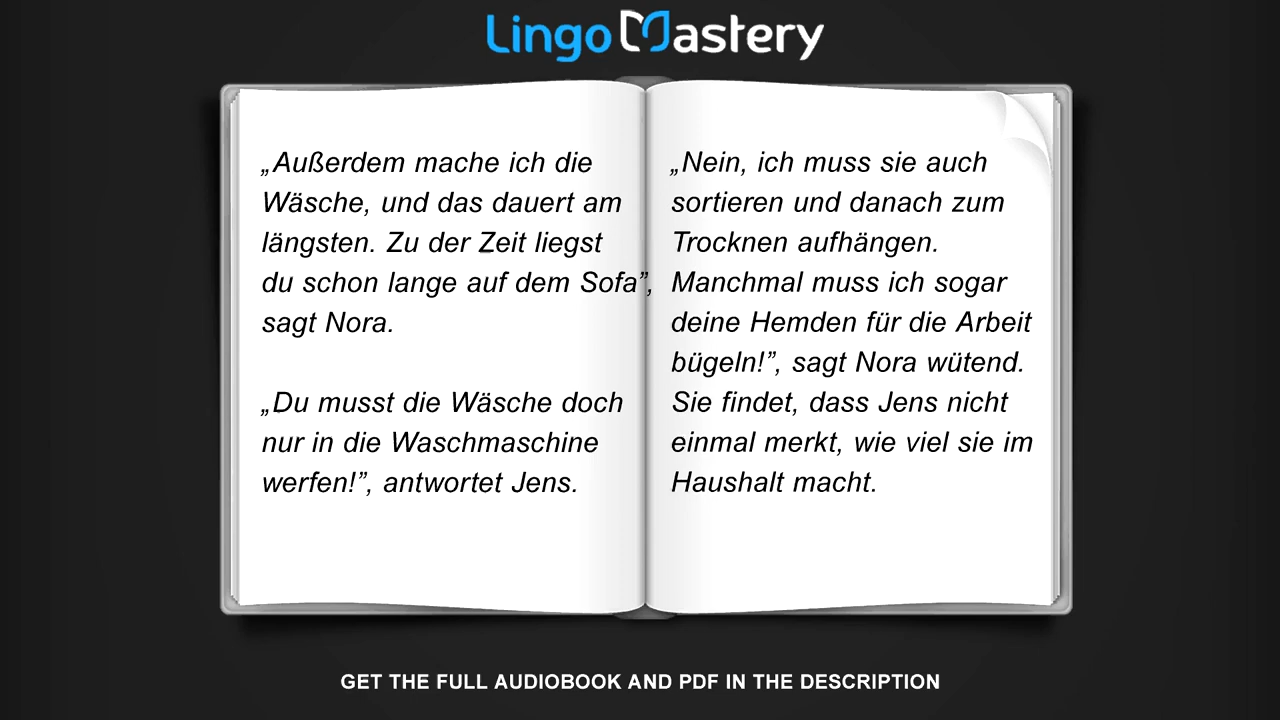 Lingo Mastery
„Außerdem mache ich die
Wäsche, und das dauert am
längsten. Zu der Zeit liegst
du schon lange auf dem Sofa”,
sagt Nora.
„Du musst die Wäsche doch
nur in die Waschmaschine
werfen!”, antwortet Jens.
„Nein, ich muss sie auch
sortieren und danach zum
Trocknen aufhängen.
Manchmal muss ich sogar
deine Hemden für die Arbeit
bügeln!”, sagt Nora wütend.
Sie findet, dass Jens nicht
einmal merkt, wie viel sie im
Haushalt macht.
GET THE FULL AUDIOBOOK AND PDF IN THE DESCRIPTION